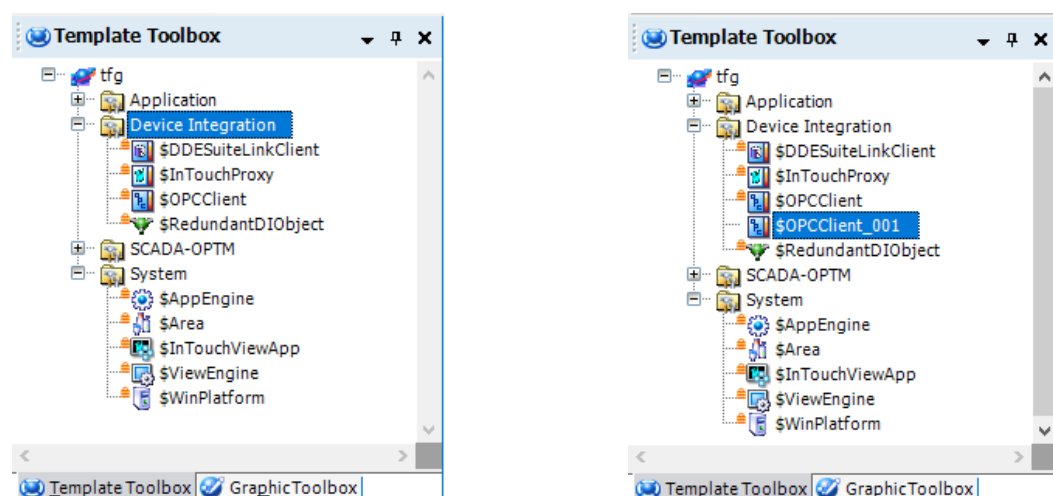 Template Toolbox
tfg
Application
Device Integration
$DDESuiteLinkClient
$InTouchProxy
$OPCClient
$RedundantDIObject
SCADA-OPTM
System
$AppEngine
$Area
$InTouchViewApp
$ViewEngine
$WinPlatform
Template Toolbox GraphicToolbox
Template Toolbox
tfg
Application
Device Integration
$DDESuiteLinkClient
$InTouchProxy
$OPCClient
$OPCClient_001
$RedundantDIObject
SCADA-OPTM
System
$AppEngine
$Area
$InTouchViewApp
$ViewEngine
$WinPlatform
Template Toolbox GraphicToolbox